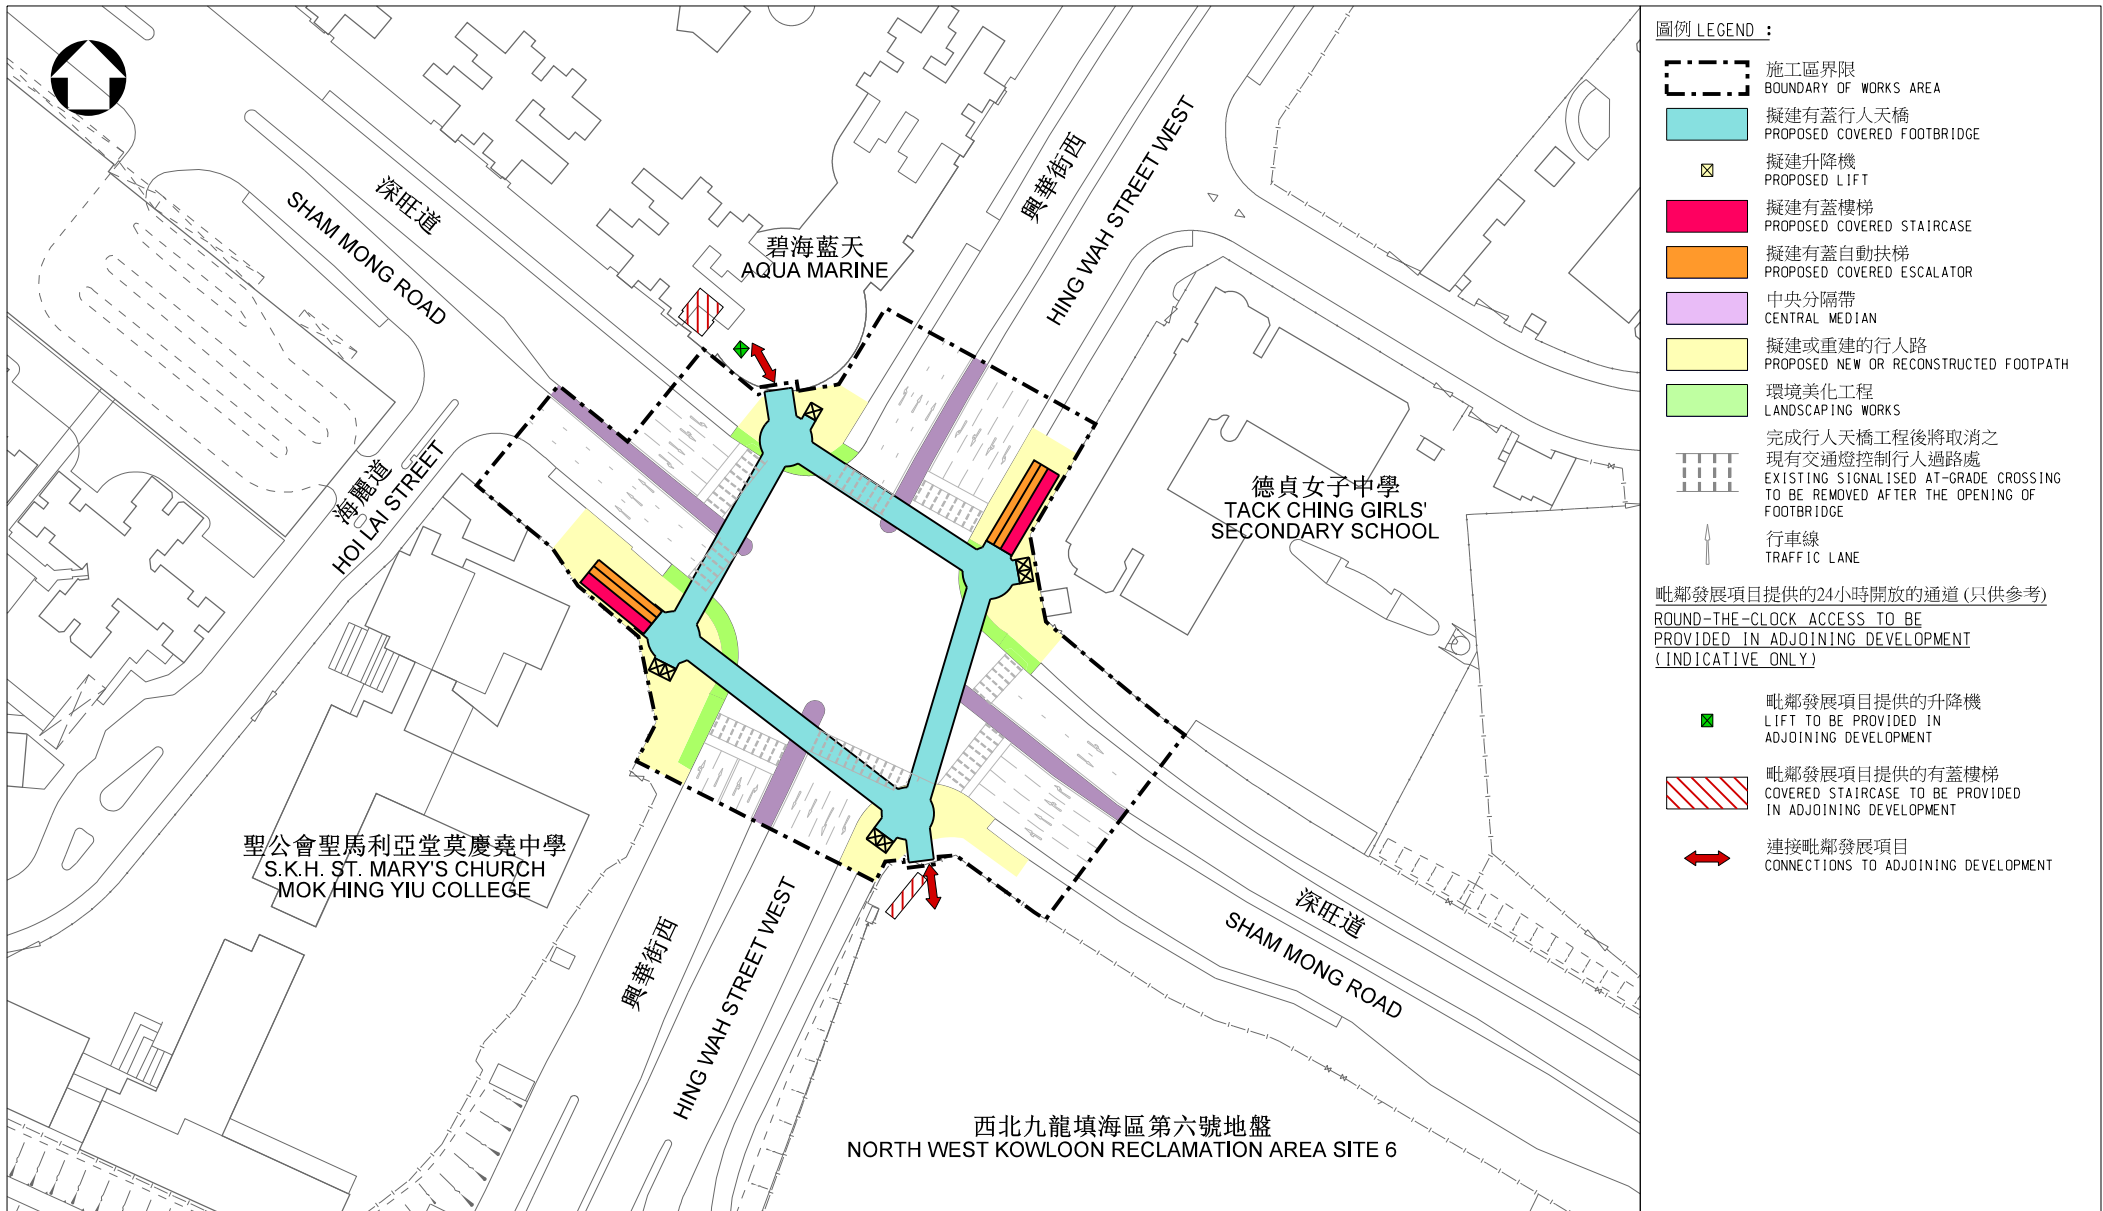 深旺道
SHAM MONG ROAD
碧海藍天
AQUA MARINE
興華街西
HING WAH STREET WEST
海麗道
HOI LAI STREET
德貞女子中學
TACK CHING GIRLS'
SECONDARY SCHOOL
聖公會聖馬利亞堂莫慶堯中學
S.K.H. ST. MARY'S CHURCH
MOK HING YIU COLLEGE
興華街西
HING WAH STREET WEST
深旺道
SHAM MONG ROAD
西北九龍填海區第六號地盤
NORTH WEST KOWLOON RECLAMATION AREA SITE 6
圖例 LEGEND :
施工區界限
BOUNDARY OF WORKS AREA
擬建有蓋行人天橋
PROPOSED COVERED FOOTBRIDGE
擬建升降機
PROPOSED LIFT
擬建有蓋樓梯
PROPOSED COVERED STAIRCASE
擬建有蓋自動扶梯
PROPOSED COVERED ESCALATOR
中央分隔帶
CENTRAL MEDIAN
擬建或重建的行人路
PROPOSED NEW OR RECONSTRUCTED FOOTPATH
環境美化工程
LANDSCAPING WORKS
完成行人天橋工程後將取消之
現有交通燈控制行人過路處
EXISTING SIGNALISED AT-GRADE CROSSING
TO BE REMOVED AFTER THE OPENING OF
FOOTBRIDGE
行車線
TRAFFIC LANE
毗鄰發展項目提供的24小時開放的通道 (只供參考)
ROUND-THE-CLOCK ACCESS TO BE
PROVIDED IN ADJOINING DEVELOPMENT
(INDICATIVE ONLY)
毗鄰發展項目提供的升降機
LIFT TO BE PROVIDED IN
ADJOINING DEVELOPMENT
毗鄰發展項目提供的有蓋樓梯
COVERED STAIRCASE TO BE PROVIDED
IN ADJOINING DEVELOPMENT
連接毗鄰發展項目
CONNECTIONS TO ADJOINING DEVELOPMENT